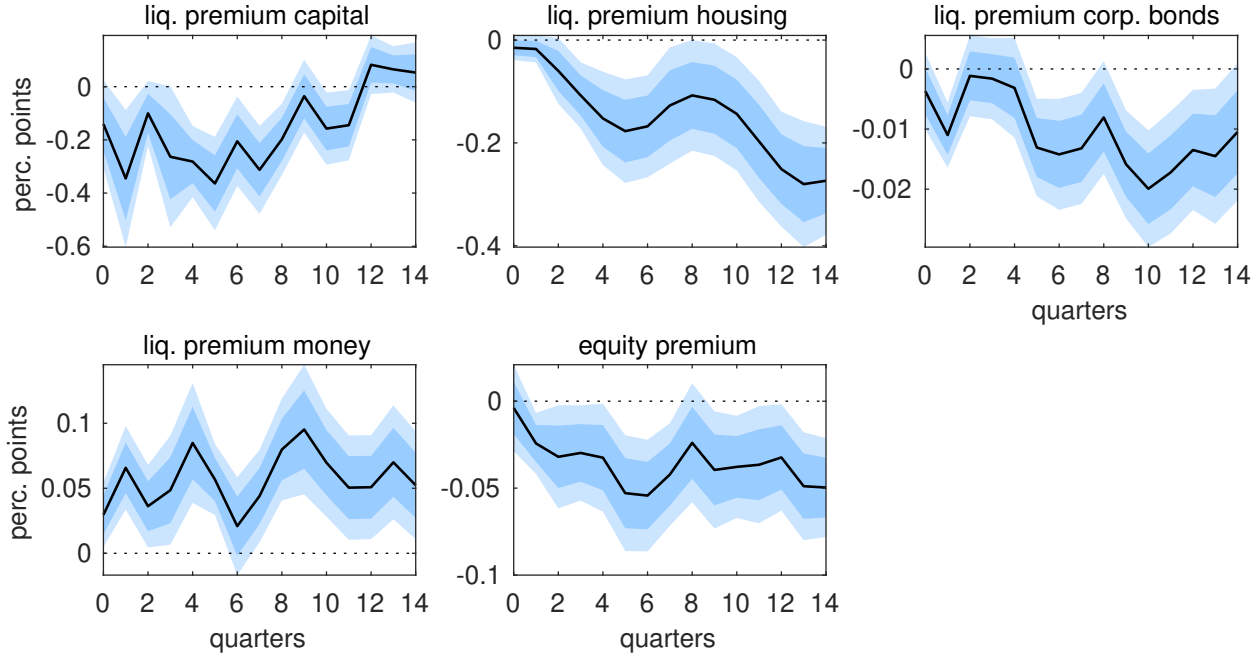 liq. premium capital
perc. points
0
-0.2
-0.4
-0.6
0 2 4 6 8 10 12 14
liq. premium housing
0
-0.2
-0.4
0 2 4 6 8 10 12 14
liq. premium corp. bonds
0
-0.01
-0.02
0 2 4 6 8 10 12 14
quarters
liq. premium money
perc. points
0.1
0.05
0
0 2 4 6 8 10 12 14
quarters
equity premium
0
-0.05
-0.1
0 2 4 6 8 10 12 14
quarters